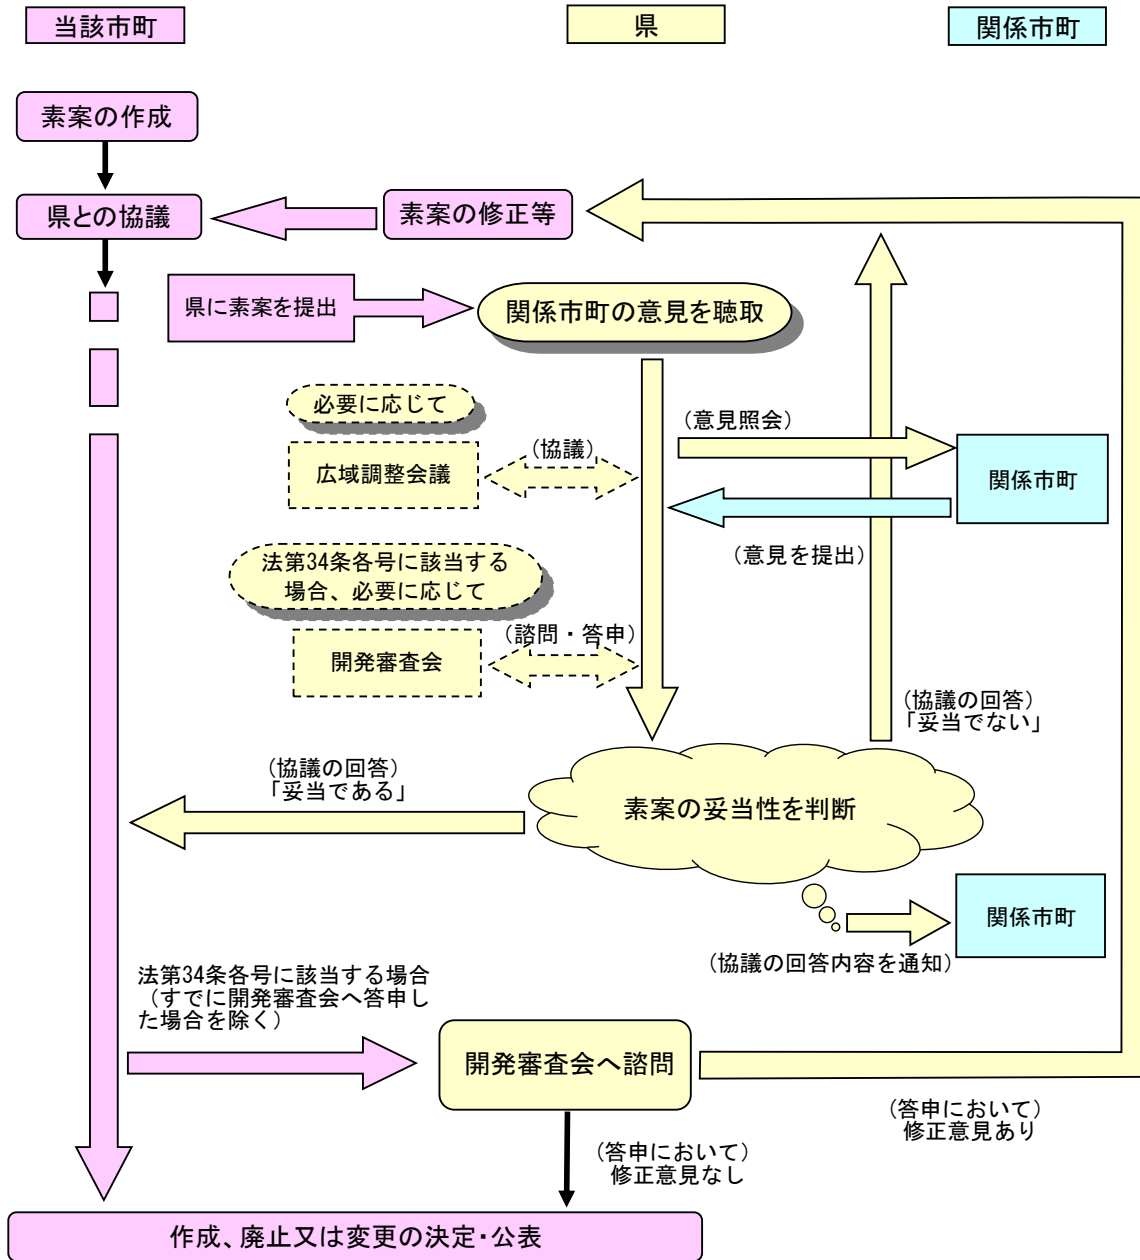 当該市町
県
関係市町
素案の作成
県との協議
素案の修正等
県に素案を提出
関係市町の意見を聴取
必要に応じて
(意見照会)
(協議)
広域調整会議
関係市町
(意見を提出)
法第34条各号に該当する
場合、必要に応じて
(諮問・答申)
開発審査会
(協議の回答)
「妥当でない」
(協議の回答)
「妥当である」
素案の妥当性を判断
関係市町
(協議の回答内容を通知)
法第34条各号に該当する場合
(すでに開発審査会へ答申し
た場合を除く)
開発審査会へ諮問
(答申において)
修正意見あり
(答申において)
修正意見なし
作成、廃止又は変更の決定・公表